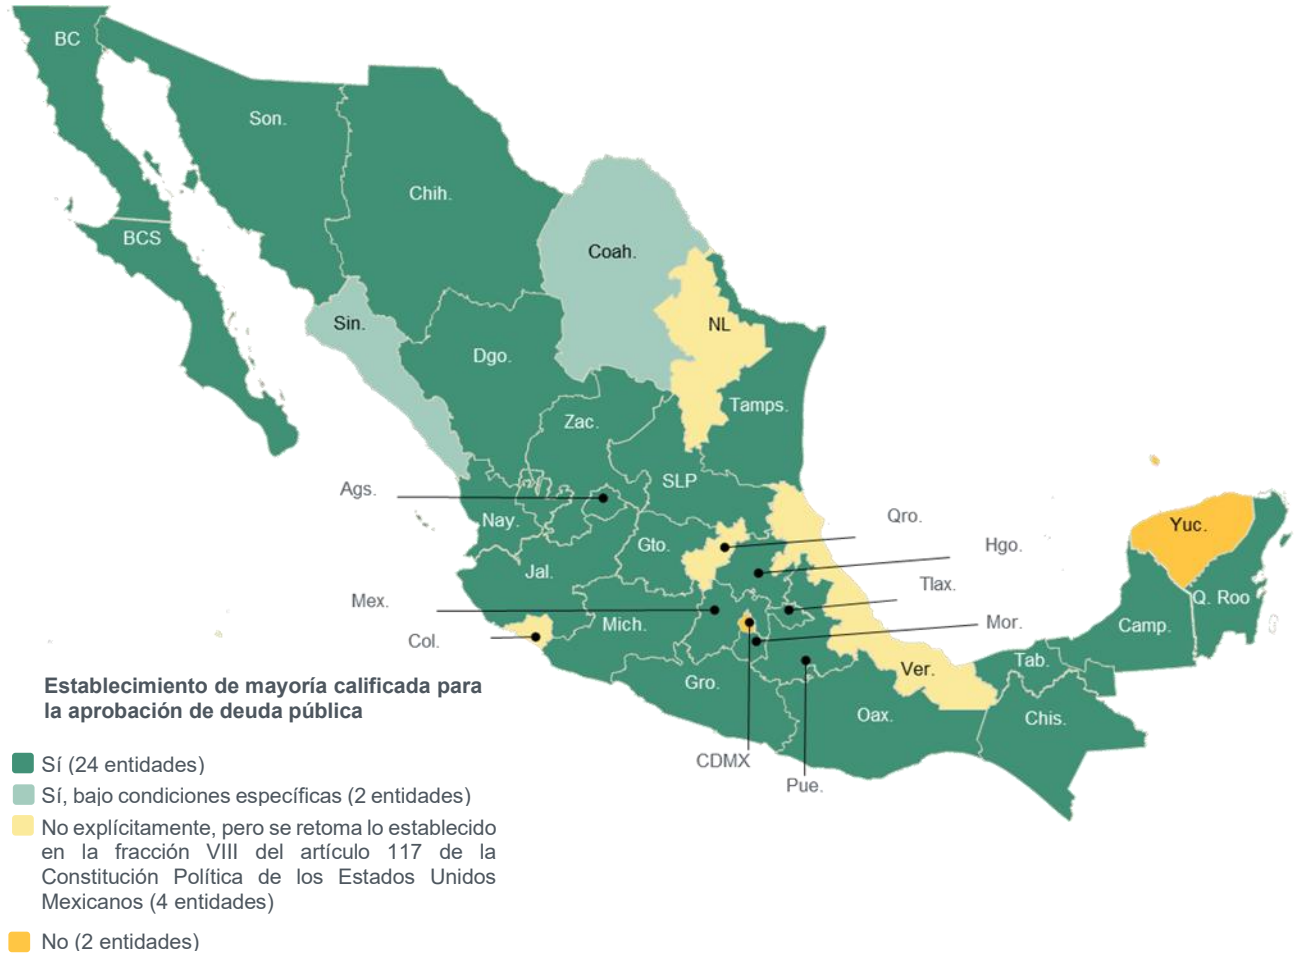 BC
Son.
Chih.
BCS
Coah.
Sin.
NL
Dgo.
Tamps.
Zac.
SLP
Ags.
Nay.
Qro.
Yuc.
Gto.
Hgo.
Jal.
Tlax.
Mex.
Q. Roo
Mich.
Mor.
Camp.
Col.
Ver.
Tab.
Gro.
Oax.
Chis.
CDMX
Pue.
Establecimiento de mayoría calificada para
la aprobación de deuda pública
Sí (24 entidades)
Sí, bajo condiciones específicas (2 entidades)
No explícitamente, pero se retoma lo establecido
en la fracción VIII del artículo 117 de la
Constitución Política de los Estados Unidos
Mexicanos (4 entidades)
No (2 entidades)